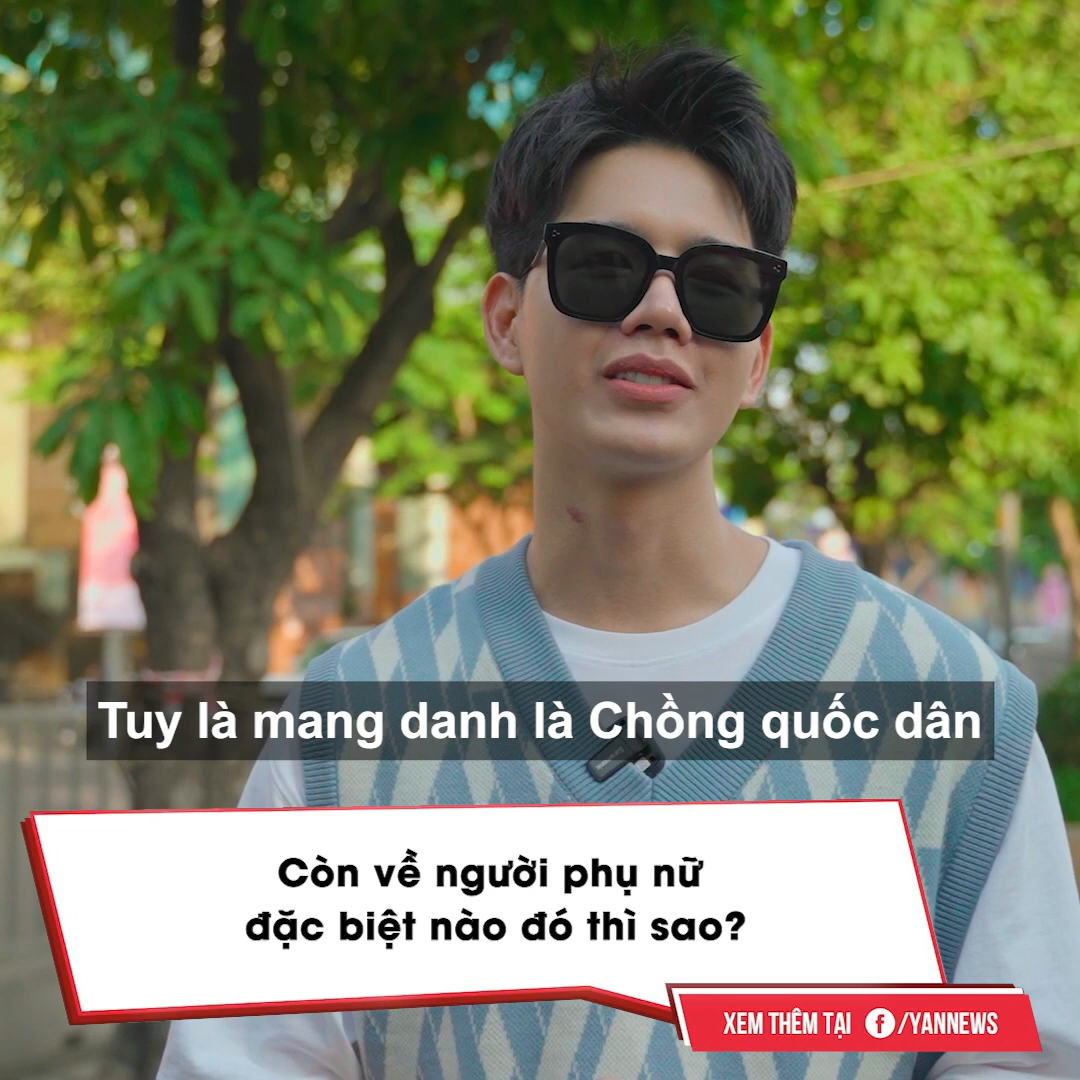 Tuy là mang danh là Chồng quốc dân
Còn về người phụ nữ
đặc biệt nào đó thì sao?
XEM THÊM TẠI f/YANNEWS